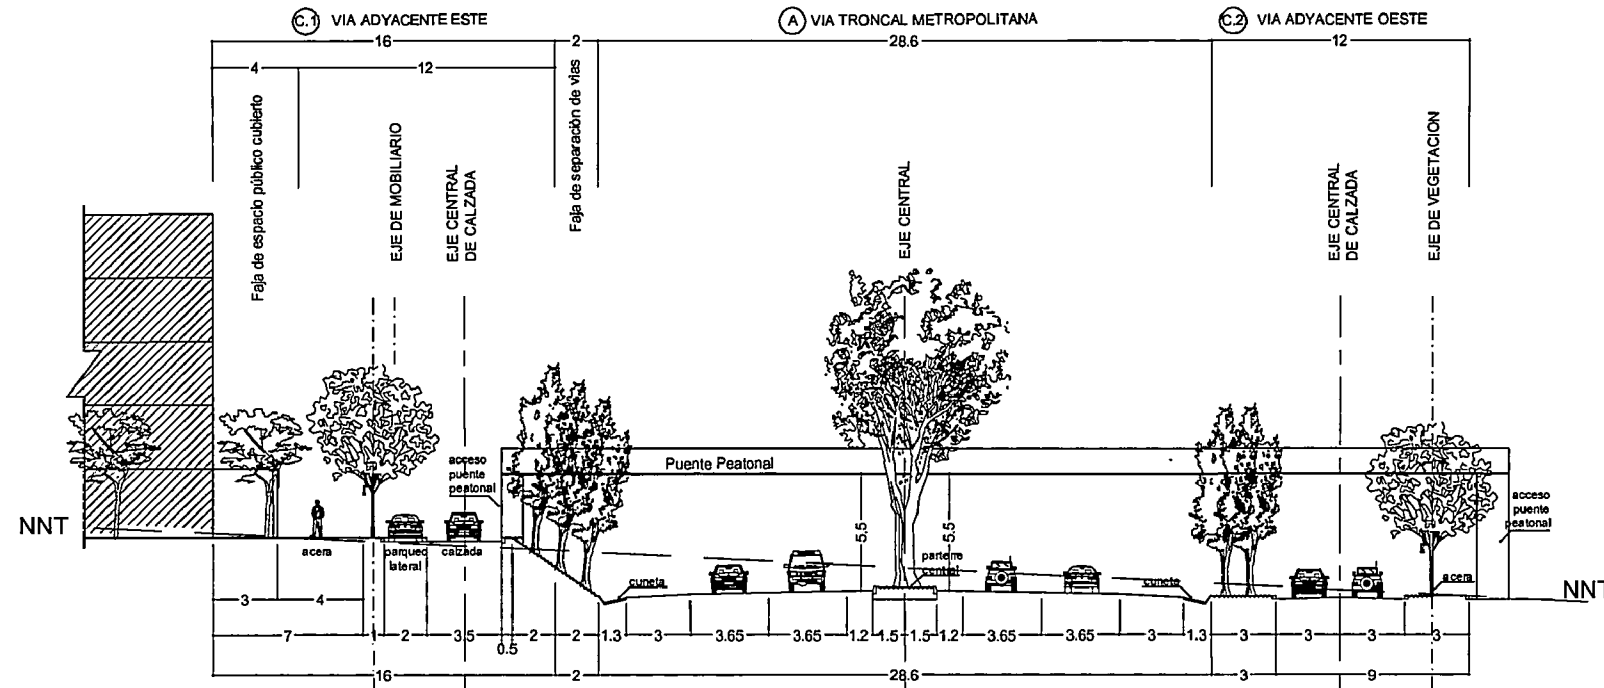 C.1 VIA ADYACENTE ESTE
A VIA TRONCAL METROPOLITANA
C.2 VIA ADYACENTE OESTE
16
2
28.6
12
4
12
Faja de espacio público cubierto
EJE DE MOBILIARIO
EJE CENTRAL
DE CALZADA
Faja de separación de vias
EJE CENTRAL
EJE CENTRAL
DE CALZADA
EJE DE VEGETACION
acceso
puente
peatonal
Puente Peatonal
acceso
puente
peatonal
NNT
5.5
5.5
acera
parqueo
lateral
calzada
cuneta
parterre
central
cuneta
acera
NNT
3
4
7
1
2
3.5
0.5
2
2
1.3
3
3.65
3.65
1.2
1.5
1.5
1.2
3.65
3.65
3
1.3
3
3
3
3
16
2
28.6
3
9